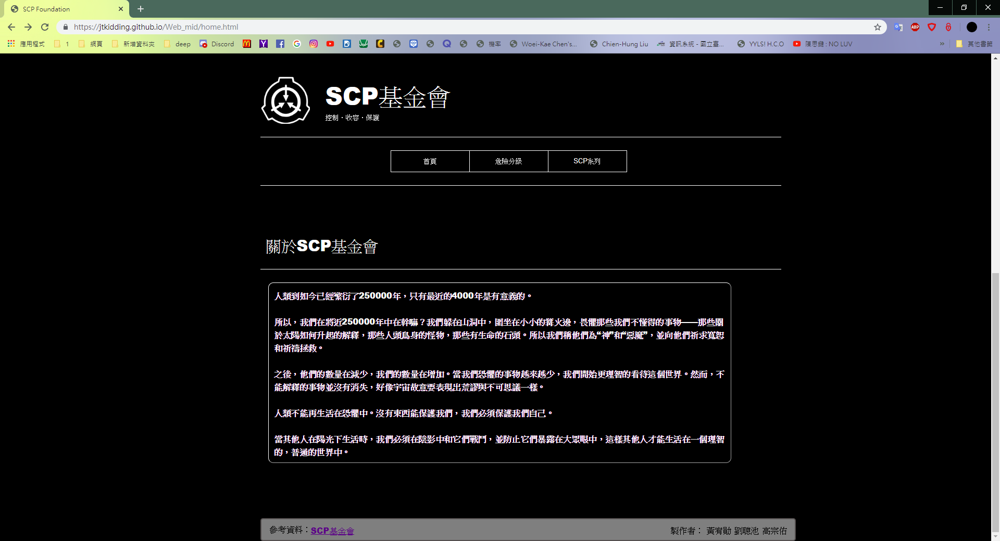 SCP Foundation
https://jtkidding.github.io/Web_mid/home.html
應用程式 1 網頁 新增資料夾 deep Discord 機率 Woei-Kae Chen's... Chien-Hung Liu 資訊系統 - 國立臺... YYLS! H.C.O 陳思鍵 : NO LUV » 其他書籤
SCP基金會
控制・收容・保護
首頁 危險分級 SCP系列
關於SCP基金會
人類到如今已經繁衍了250000年，只有最近的4000年是有意義的。
所以，我們在將近250000年中在幹嘛？我們躲在山洞中，圍坐在小小的篝火邊，畏懼那些我們不懂得的事物——那些關
於太陽如何升起的解釋，那些人頭鳥身的怪物，那些有生命的石頭。所以我們稱他們為“神”和“惡魔”，並向他們祈求寬恕
和祈禱拯救。
之後，他們的數量在減少，我們的數量在增加。當我們恐懼的事物越來越少，我們開始更理智的看待這個世界。然而，不
能解釋的事物並沒有消失，好像宇宙故意要表現出荒謬與不可思議一樣。
人類不能再生活在恐懼中。沒有東西能保護我們，我們必須保護我們自己。
當其他人在陽光下生活時，我們必須在陰影中和它們戰鬥，並防止它們暴露在大眾眼中，這樣其他人才能生活在一個理智
的，普通的世界中。
參考資料：SCP基金會 製作者： 黃宥勛 劉聰池 高宗佑